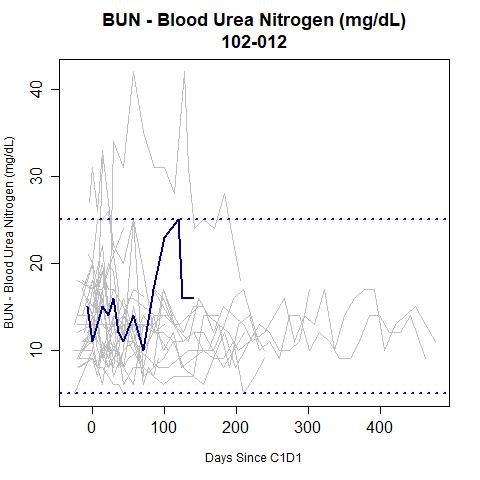 BUN - Blood Urea Nitrogen (mg/dL)
102-012
BUN - Blood Urea Nitrogen (mg/dL)
40
30
20
10
0 100 200 300 400
Days Since C1D1